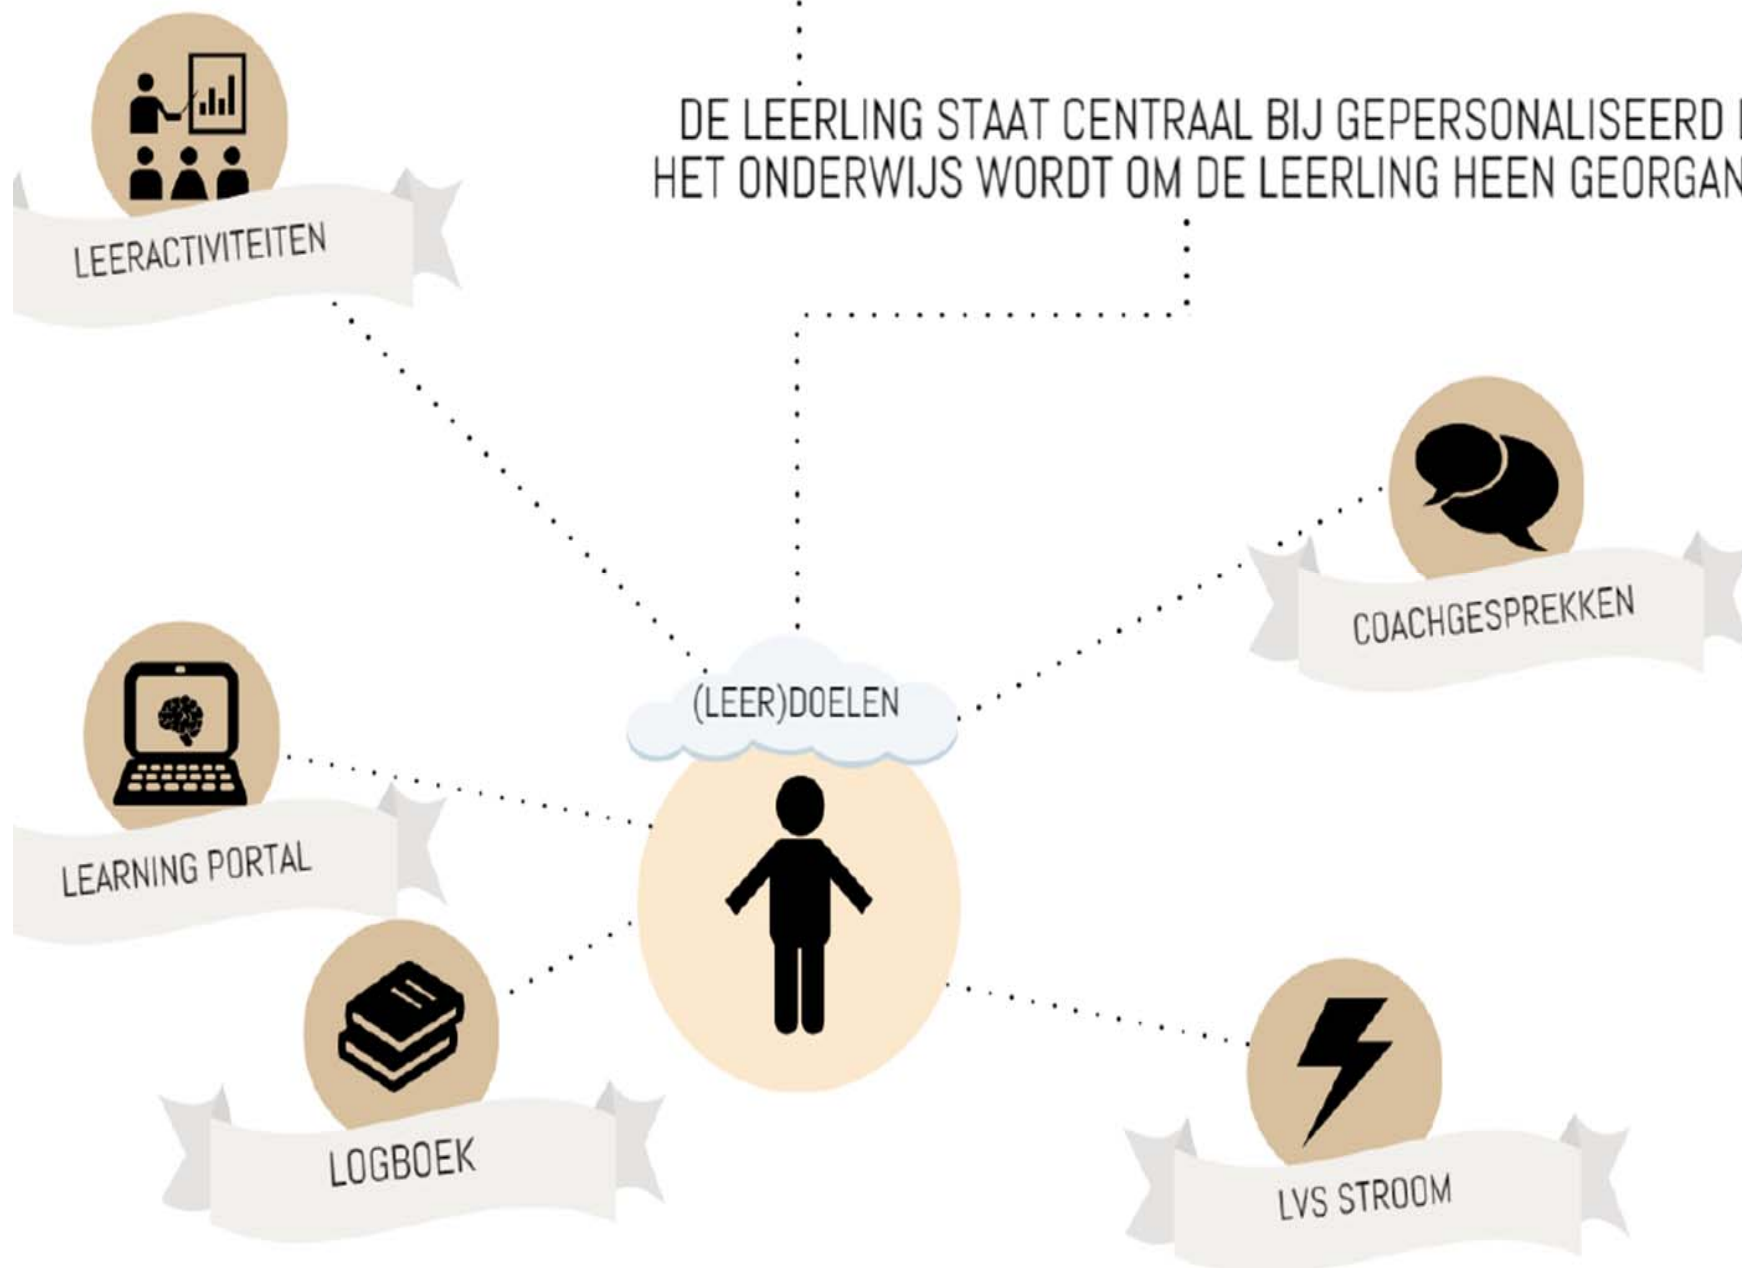 DE LEERLING STAAT CENTRAAL BIJ GEPERSONALISEERD
HET ONDERWIJS WORDT OM DE LEERLING HEEN GEORGAN
LEERACTIVITEITEN
COACHGESPREKKEN
(LEER)DOELEN
LEARNING PORTAL
LOGBOEK
LVS STROOM